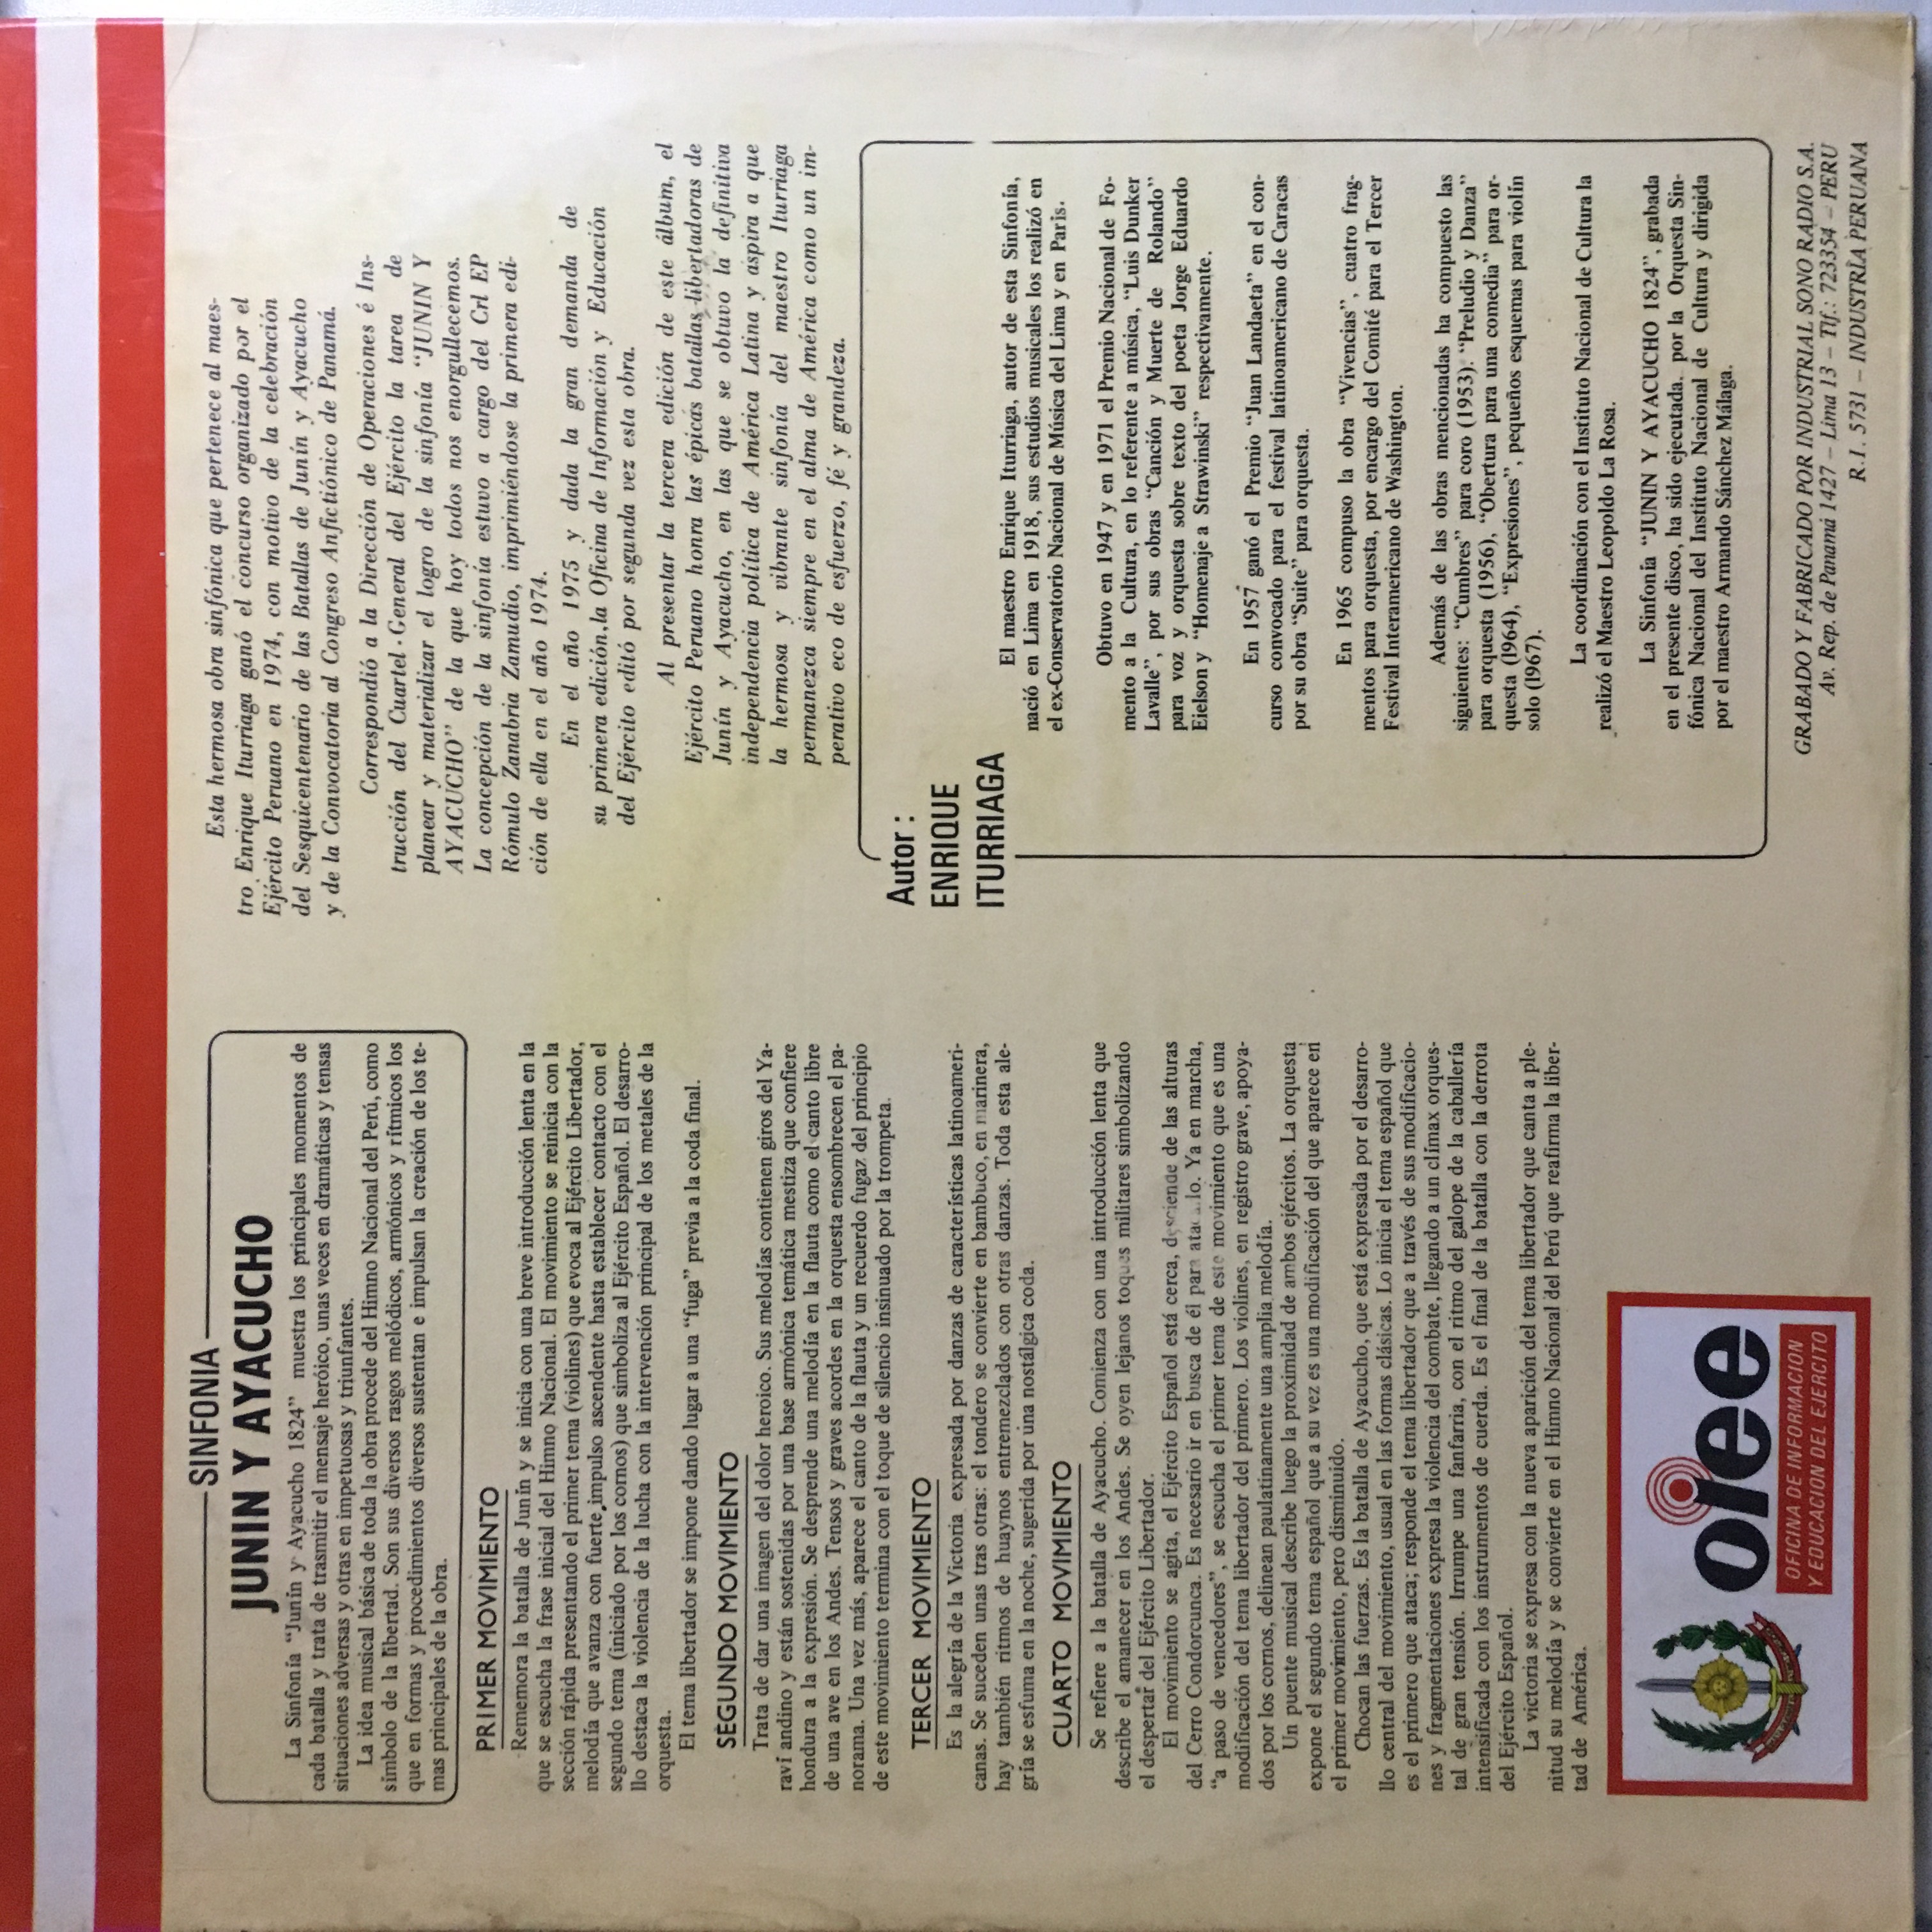 SINFONIA
JUNIN Y AYACUCHO
La Sinfonía “Junín y Ayacucho 1824” muestra los principales momentos de
cada batalla y trata de trasmitir el mensaje heróico, unas veces en dramáticas y tensas
situaciones adversas y otras en impetuosas y triunfantes.
La idea musical básica de toda la obra procede del Himno Nacional del Perú, como
símbolo de la libertad. Son sus diversos rasgos melódicos, armónicos y rítmicos los
que en formas y procedimientos diversos sustentan e impulsan la creación de los te-
mas principales de la obra.
PRIMER MOVIMIENTO
Rememora la batalla de Junín y se inicia con una breve introducción lenta en la
que se escucha la frase inicial del Himno Nacional. El movimiento se reinicia con la
sección rápida presentando el primer tema (violines) que evoca al Ejército Libertador,
melodía que avanza con fuerte impulso ascendente hasta establecer contacto con el
segundo tema (iniciado por los cornos) que simboliza al Ejército Español. El desarro-
llo destaca la violencia de la lucha con la intervención principal de los metales de la
orquesta.
El tema libertador se impone dando lugar a una “fuga” previa a la coda final.
SEGUNDO MOVIMIENTO
Trata de dar una imagen del dolor heroico. Sus melodías contienen giros del Ya-
raví andino y están sostenidas por una base armónica temática mestiza que confiere
hondura a la expresión. Se desprende una melodía en la flauta como el canto libre
de una ave en los Andes. Tensos y graves acordes en la orquesta ensombrecen el pa-
norama. Una vez más, aparece el canto de la flauta y un recuerdo fugaz del principio
de este movimiento termina con el toque de silencio insinuado por la trompeta.
TERCER MOVIMIENTO
Es la alegría de la Victoria expresada por danzas de características latinoameri-
canas. Se suceden unas tras otras: el tondero se convierte en bambuco, en marinera,
hay también ritmos de huaynos entremezclados con otras danzas. Toda esta ale-
gría se esfuma en la noche, sugerida por una nostálgica coda.
CUARTO MOVIMIENTO
Se refiere a la batalla de Ayacucho. Comienza con una introducción lenta que
describe el amanecer en los Andes. Se oyen lejanos toques militares simbolizando
el despertar del Ejército Libertador.
El movimiento se agita, el Ejército Español está cerca, desciende de las alturas
del Cerro Condorcunca. Es necesario ir en busca de él para atacarlo. Ya en marcha,
“a paso de vencedores”, se escucha el primer tema de este movimiento que es una
modificación del tema libertador del primero. Los violines, en registro grave, apoya-
dos por los cornos, delinean paulatinamente una amplia melodía.
Un puente musical describe luego la proximidad de ambos ejércitos. La orquesta
expone el segundo tema español que a su vez es una modificación del que aparece en
el primer movimiento, pero disminuido.
Chocan las fuerzas. Es la batalla de Ayacucho, que está expresada por el desarro-
llo central del movimiento, usual en las formas clásicas. Lo inicia el tema español que
es el primero que ataca; responde el tema libertador que a través de sus modificacio-
nes y fragmentaciones expresa la violencia del combate, llegando a un clímax orques-
tal de gran tensión. Irrumpe una fanfarria, con el ritmo del galope de la caballería
intensificada con los instrumentos de cuerda. Es el final de la batalla con la derrota
del Ejército Español.
La victoria se expresa con la nueva aparición del tema libertador que canta a ple-
nitud su melodía y se convierte en el Himno Nacional del Perú que reafirma la liber-
tad de América.
oiee
OFICINA DE INFORMACION
Y EDUCACION DEL EJERCITO
Esta hermosa obra sinfónica que pertenece al maes-
tro Enrique Iturriaga ganó el concurso organizado por el
Ejército Peruano en 1974, con motivo de la celebración
del Sesquicentenario de las Batallas de Junín y Ayacucho
y de la Convocatoria al Congreso Anfictiónico de Panamá.
Correspondió a la Dirección de Operaciones é Ins-
trucción del Cuartel General del Ejército la tarea de
planear y materializar el logro de la sinfonía “JUNIN Y
AYACUCHO” de la que hoy todos nos enorgullecemos.
La concepción de la sinfonía estuvo a cargo del Crl EP
Rómulo Zanabria Zamudio, imprimiéndose la primera edi-
ción de ella en el año 1974.
En el año 1975 y dada la gran demanda de
su primera edición, la Oficina de Información y Educación
del Ejército editó por segunda vez esta obra.
Al presentar la tercera edición de este álbum, el
Ejército Peruano honra las épicas batallas libertadoras de
Junín y Ayacucho, en las que se obtuvo la definitiva
independencia política de América Latina y aspira a que
la hermosa y vibrante sinfonía del maestro Iturriaga
permanezca siempre en el alma de América como un im-
perativo eco de esfuerzo, fé y grandeza.
Autor :
ENRIQUE
ITURRIAGA
El maestro Enrique Iturriaga, autor de esta Sinfonía,
nació en Lima en 1918, sus estudios musicales los realizó en
el ex-Conservatorio Nacional de Música del Lima y en Paris.
Obtuvo en 1947 y en 1971 el Premio Nacional de Fo-
mento a la Cultura, en lo referente a música, “Luis Dunker
Lavalle”, por sus obras “Canción y Muerte de Rolando”
para voz y orquesta sobre texto del poeta Jorge Eduardo
Eielson y “Homenaje a Strawinski” respectivamente.
En 1957 ganó el Premio “Juan Landaeta” en el con-
curso convocado para el festival latinoamericano de Caracas
por su obra “Suite” para orquesta.
En 1965 compuso la obra “Vivencias”, cuatro frag-
mentos para orquesta, por encargo del Comité para el Tercer
Festival Interamericano de Washington.
Además de las obras mencionadas ha compuesto las
siguientes: “Cumbres” para coro (1953): “Preludio y Danza”
para orquesta (1956), “Obertura para una comedia” para or-
questa (1964), “Expresiones”, pequeños esquemas para violín
solo (1967).
La coordinación con el Instituto Nacional de Cultura la
realizó el Maestro Leopoldo La Rosa.
La Sinfonía “JUNIN Y AYACUCHO 1824”, grabada
en el presente disco, ha sido ejecutada por la Orquesta Sin-
fónica Nacional del Instituto Nacional de Cultura y dirigida
por el maestro Armando Sánchez Málaga.
GRABADO Y FABRICADO POR INDUSTRIAL SONO RADIO S.A.
Av. Rep. de Panamá 1427 – Lima 13 – Tlf.: 723354 – PERU
R.I. 5731 – INDUSTRIA PERUANA